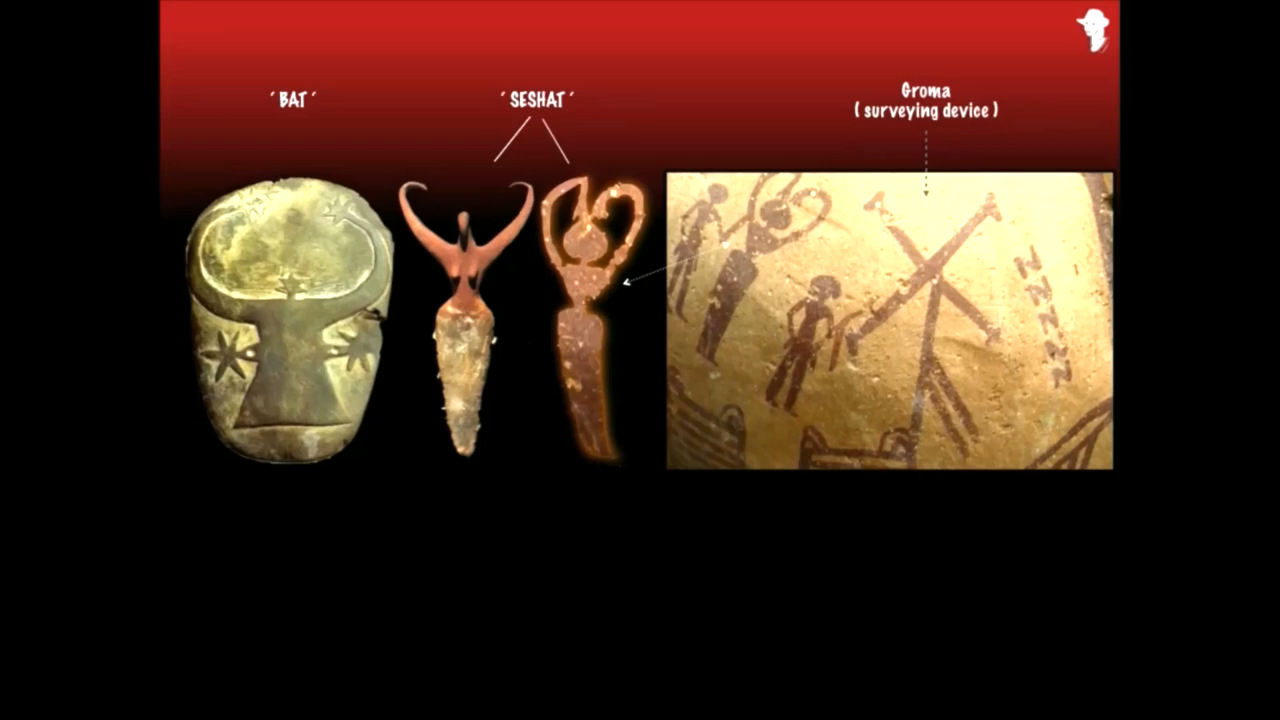 ´ BAT ´
´ SESHAT ´
Groma
( surveying device )